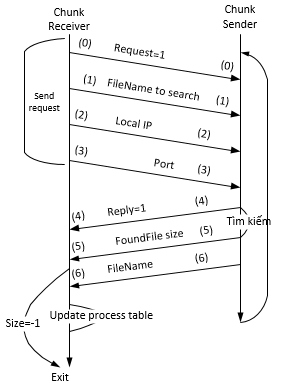 Chunk
Receiver
Chunk
Sender
(0)
Request=1
(0)
(1)
FileName to search
(1)
Send
request
(2)
Local IP
(2)
(3)
Port
(3)
(4)
Reply=1
(4)
Tìm kiếm
(5)
FoundFile size
(5)
(6)
FileName
(6)
Size=-1
Update process table
Exit